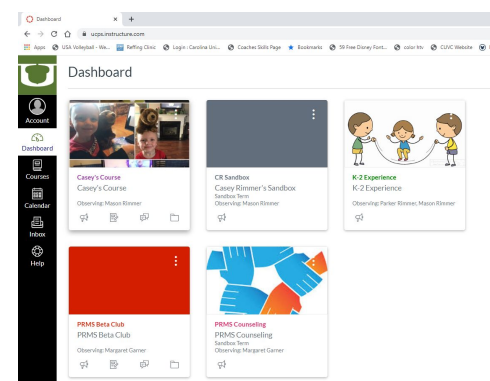 Dashboard
ucps.instructure.com
Apps USA Volleyball - We... Reffing Clinic Login : Carolina Uni... Coaches Skills Page Bookmarks 59 Free Disney Font... color ktv CUVC Website
Dashboard
Account
Dashboard
Courses
Calendar
Inbox
Help
Casey's Course
Casey's Course
Observing: Mason Rimmer
CR Sandbox
Casey Rimmer's Sandbox
Sandbox Term
Observing: Mason Rimmer
K-2 Experience
K-2 Experience
Observing: Parker Rimmer, Mason Rimmer
PRMS Beta Club
PRMS Beta Club
Observing: Margaret Garner
PRMS Counseling
PRMS Counseling
Sandbox Term
Observing: Margaret Garner